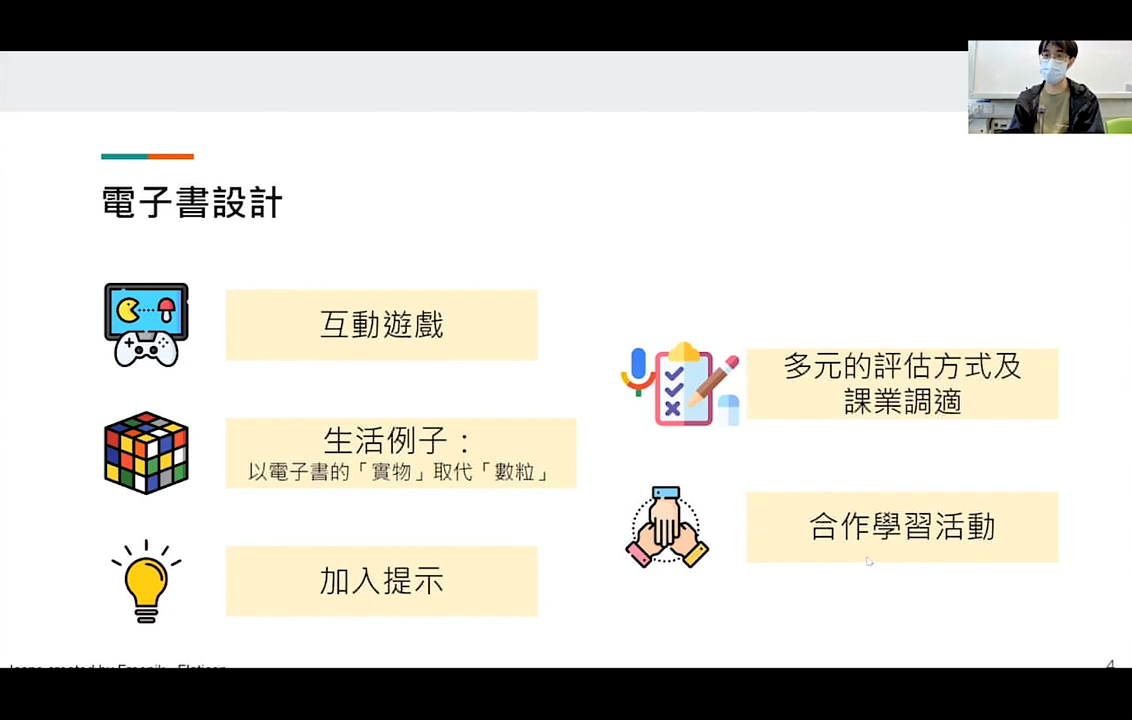 電子書設計
互動遊戲
生活例子：
以電子書的「實物」取代「數粒」
加入提示
多元的評估方式及
課業調適
合作學習活動
4